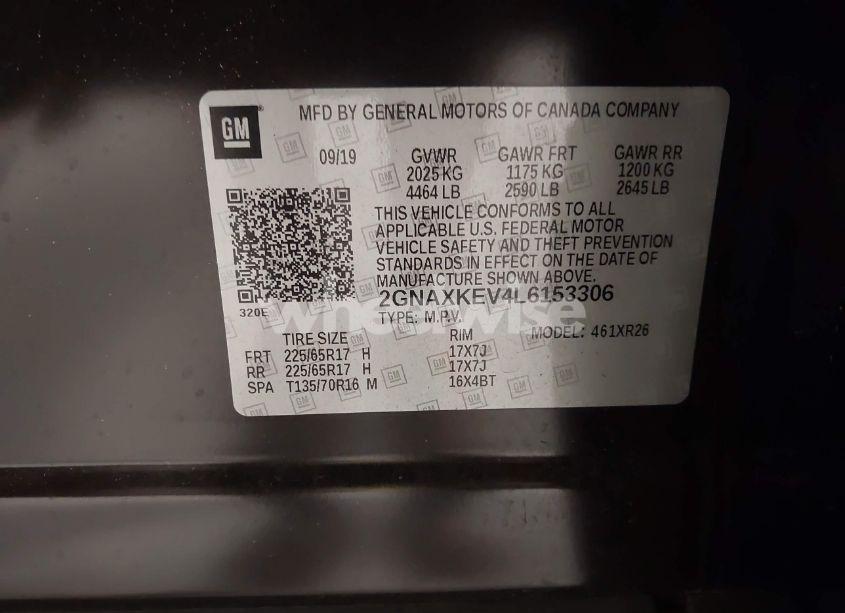 GM
MFD BY GENERAL MOTORS OF CANADA COMPANY
09/19 GVWR GAWR FRT GAWR RR
2025 KG 1175 KG 1200 KG
4464 LB 2590 LB 2645 LB
THIS VEHICLE CONFORMS TO ALL
APPLICABLE U.S. FEDERAL MOTOR
VEHICLE SAFETY AND THEFT PREVENTION
STANDARDS IN EFFECT ON THE DATE OF
MANUFACTURE SHOWN ABOVE.
2GNAXKEV4L6153306
320E
TYPE: M.P.V. MODEL: 461XR26
wheelwise
TIRE SIZE RIM
FRT 225/65R17 H 17X7J
RR 225/65R17 H 17X7J
SPA T135/70R16 M 16X4BT